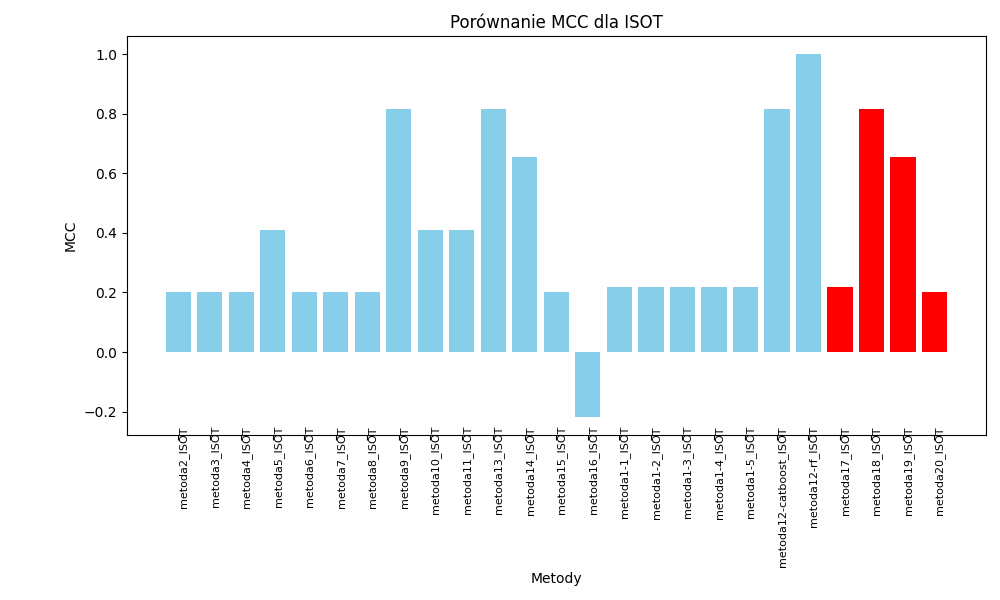 Porównanie MCC dla ISOT
1.0
0.8
0.6
0.4
0.2
0.0
−0.2
MCC
metoda2_ISOT
metoda3_ISOT
metoda4_ISOT
metoda5_ISOT
metoda6_ISOT
metoda7_ISOT
metoda8_ISOT
metoda9_ISOT
metoda10_ISOT
metoda11_ISOT
metoda13_ISOT
metoda14_ISOT
metoda15_ISOT
metoda16_ISOT
metoda1-1_ISOT
metoda1-2_ISOT
metoda1-3_ISOT
metoda1-4_ISOT
metoda1-5_ISOT
metoda12-catboost_ISOT
metoda12-rf_ISOT
metoda17_ISOT
metoda18_ISOT
metoda19_ISOT
metoda20_ISOT
Metody